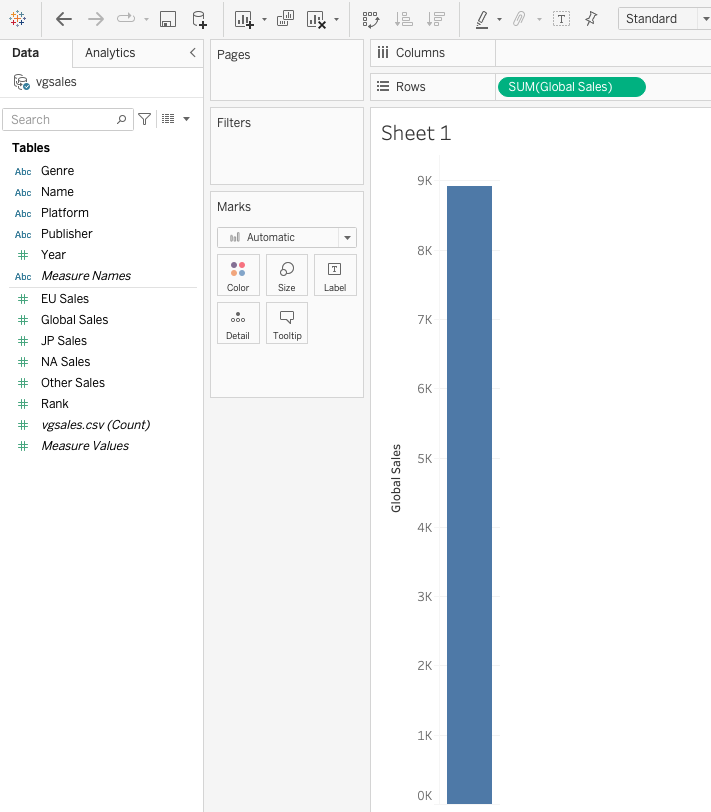 Standard
Data
Analytics
vgsales
Search
Tables
Abc Genre
Abc Name
Abc Platform
Abc Publisher
# Year
Abc Measure Names
# EU Sales
# Global Sales
# JP Sales
# NA Sales
# Other Sales
# Rank
# vgsales.csv (Count)
# Measure Values
Pages
Filters
Marks
Automatic
Color
Size
T
Label
Detail
Tooltip
Columns
Rows
SUM(Global Sales)
Sheet 1
Global Sales
9K
8K
7K
6K
5K
4K
3K
2K
1K
0K